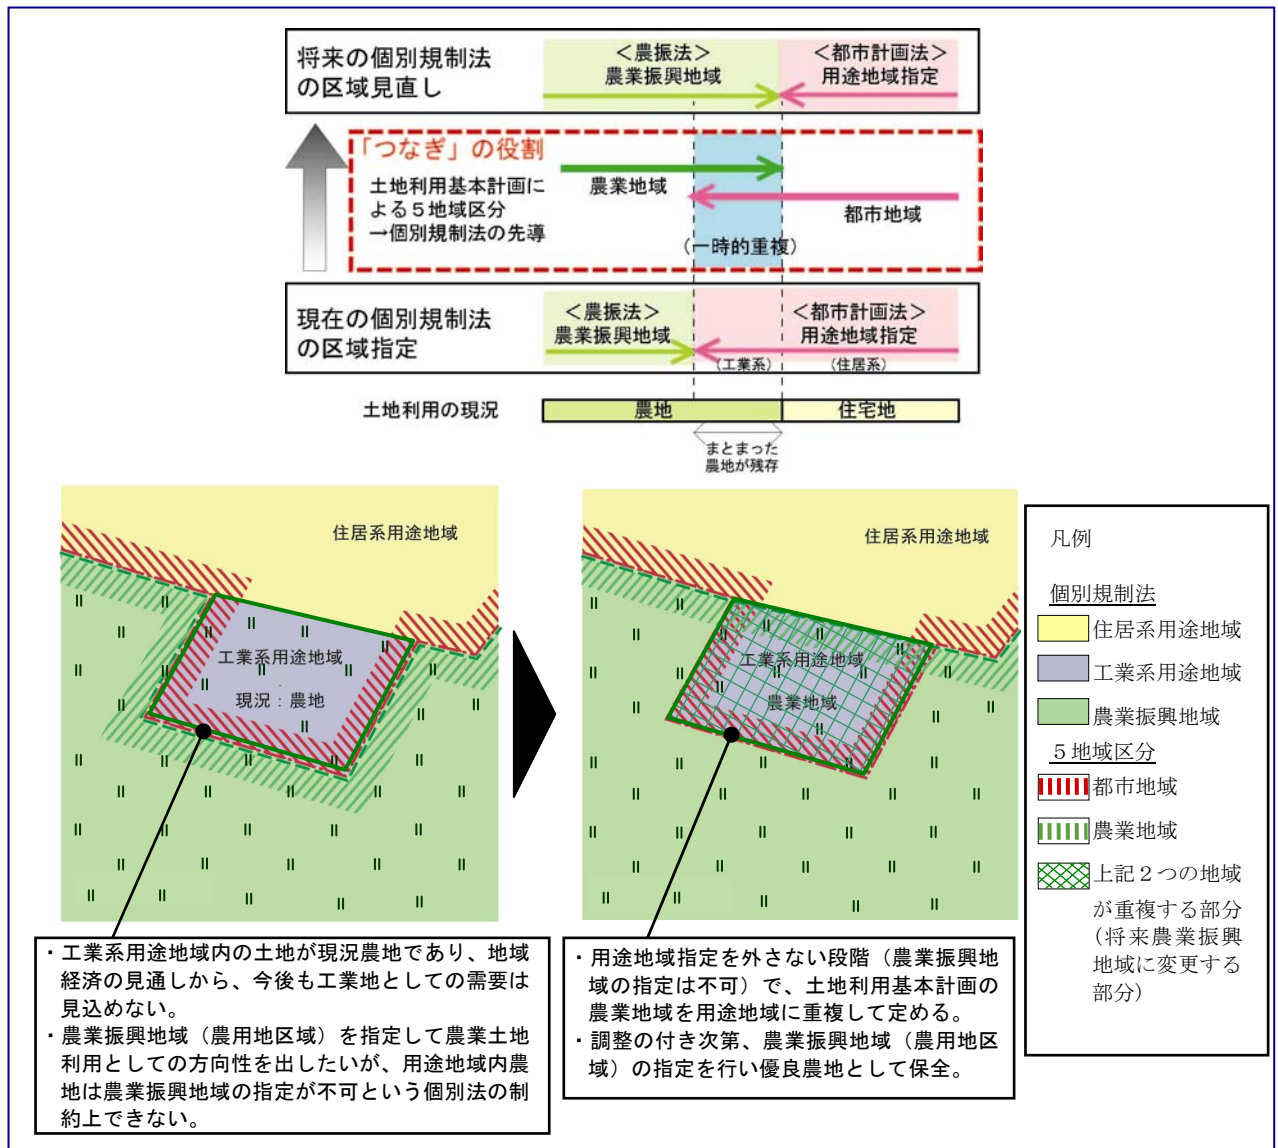 将来の個別規制法
の区域見直し
＜農振法＞
農業振興地域
＜都市計画法＞
用途地域指定
「つなぎ」の役割
土地利用基本計画に
よる５地域区分
→個別規制法の先導
農業地域
都市地域
（一時的重複）
現在の個別規制法
の区域指定
＜農振法＞
農業振興地域
＜都市計画法＞
用途地域指定
（工業系）
（住居系）
土地利用の現況
農地
住宅地
まとまった
農地が残存
住居系用途地域
工業系用途地域
現況：農地
住居系用途地域
工業系用途地域
農業地域
凡例
個別規制法
住居系用途地域
工業系用途地域
農業振興地域
５地域区分
都市地域
農業地域
上記２つの地域
が重複する部分
（将来農業振興
地域に変更する
部分）
・工業系用途地域内の土地が現況農地であり、地域
経済の見通しから、今後も工業地としての需要は
見込めない。
・農業振興地域（農用地区域）を指定して農業土地
利用としての方向性を出したいが、用途地域内農
地は農業振興地域の指定が不可という個別法の制
約上できない。
・用途地域指定を外さない段階（農業振興地
域の指定は不可）で、土地利用基本計画の
農業地域を用途地域に重複して定める。
・調整の付き次第、農業振興地域（農用地区
域）の指定を行い優良農地として保全。